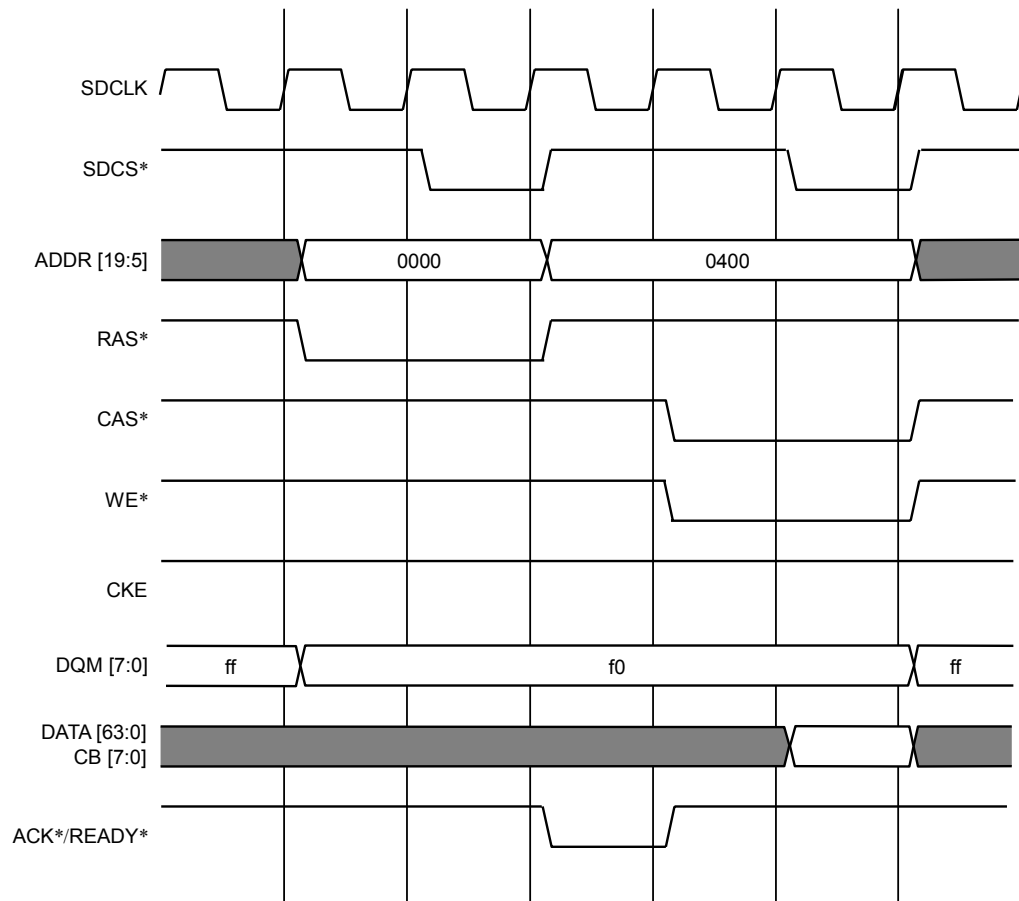 SDCLK
SDCS*
ADDR [19:5]
0000
0400
RAS*
CAS*
WE*
CKE
DQM [7:0]
ff
f0
ff
DATA [63:0]
CB [7:0]
ACK*/READY*